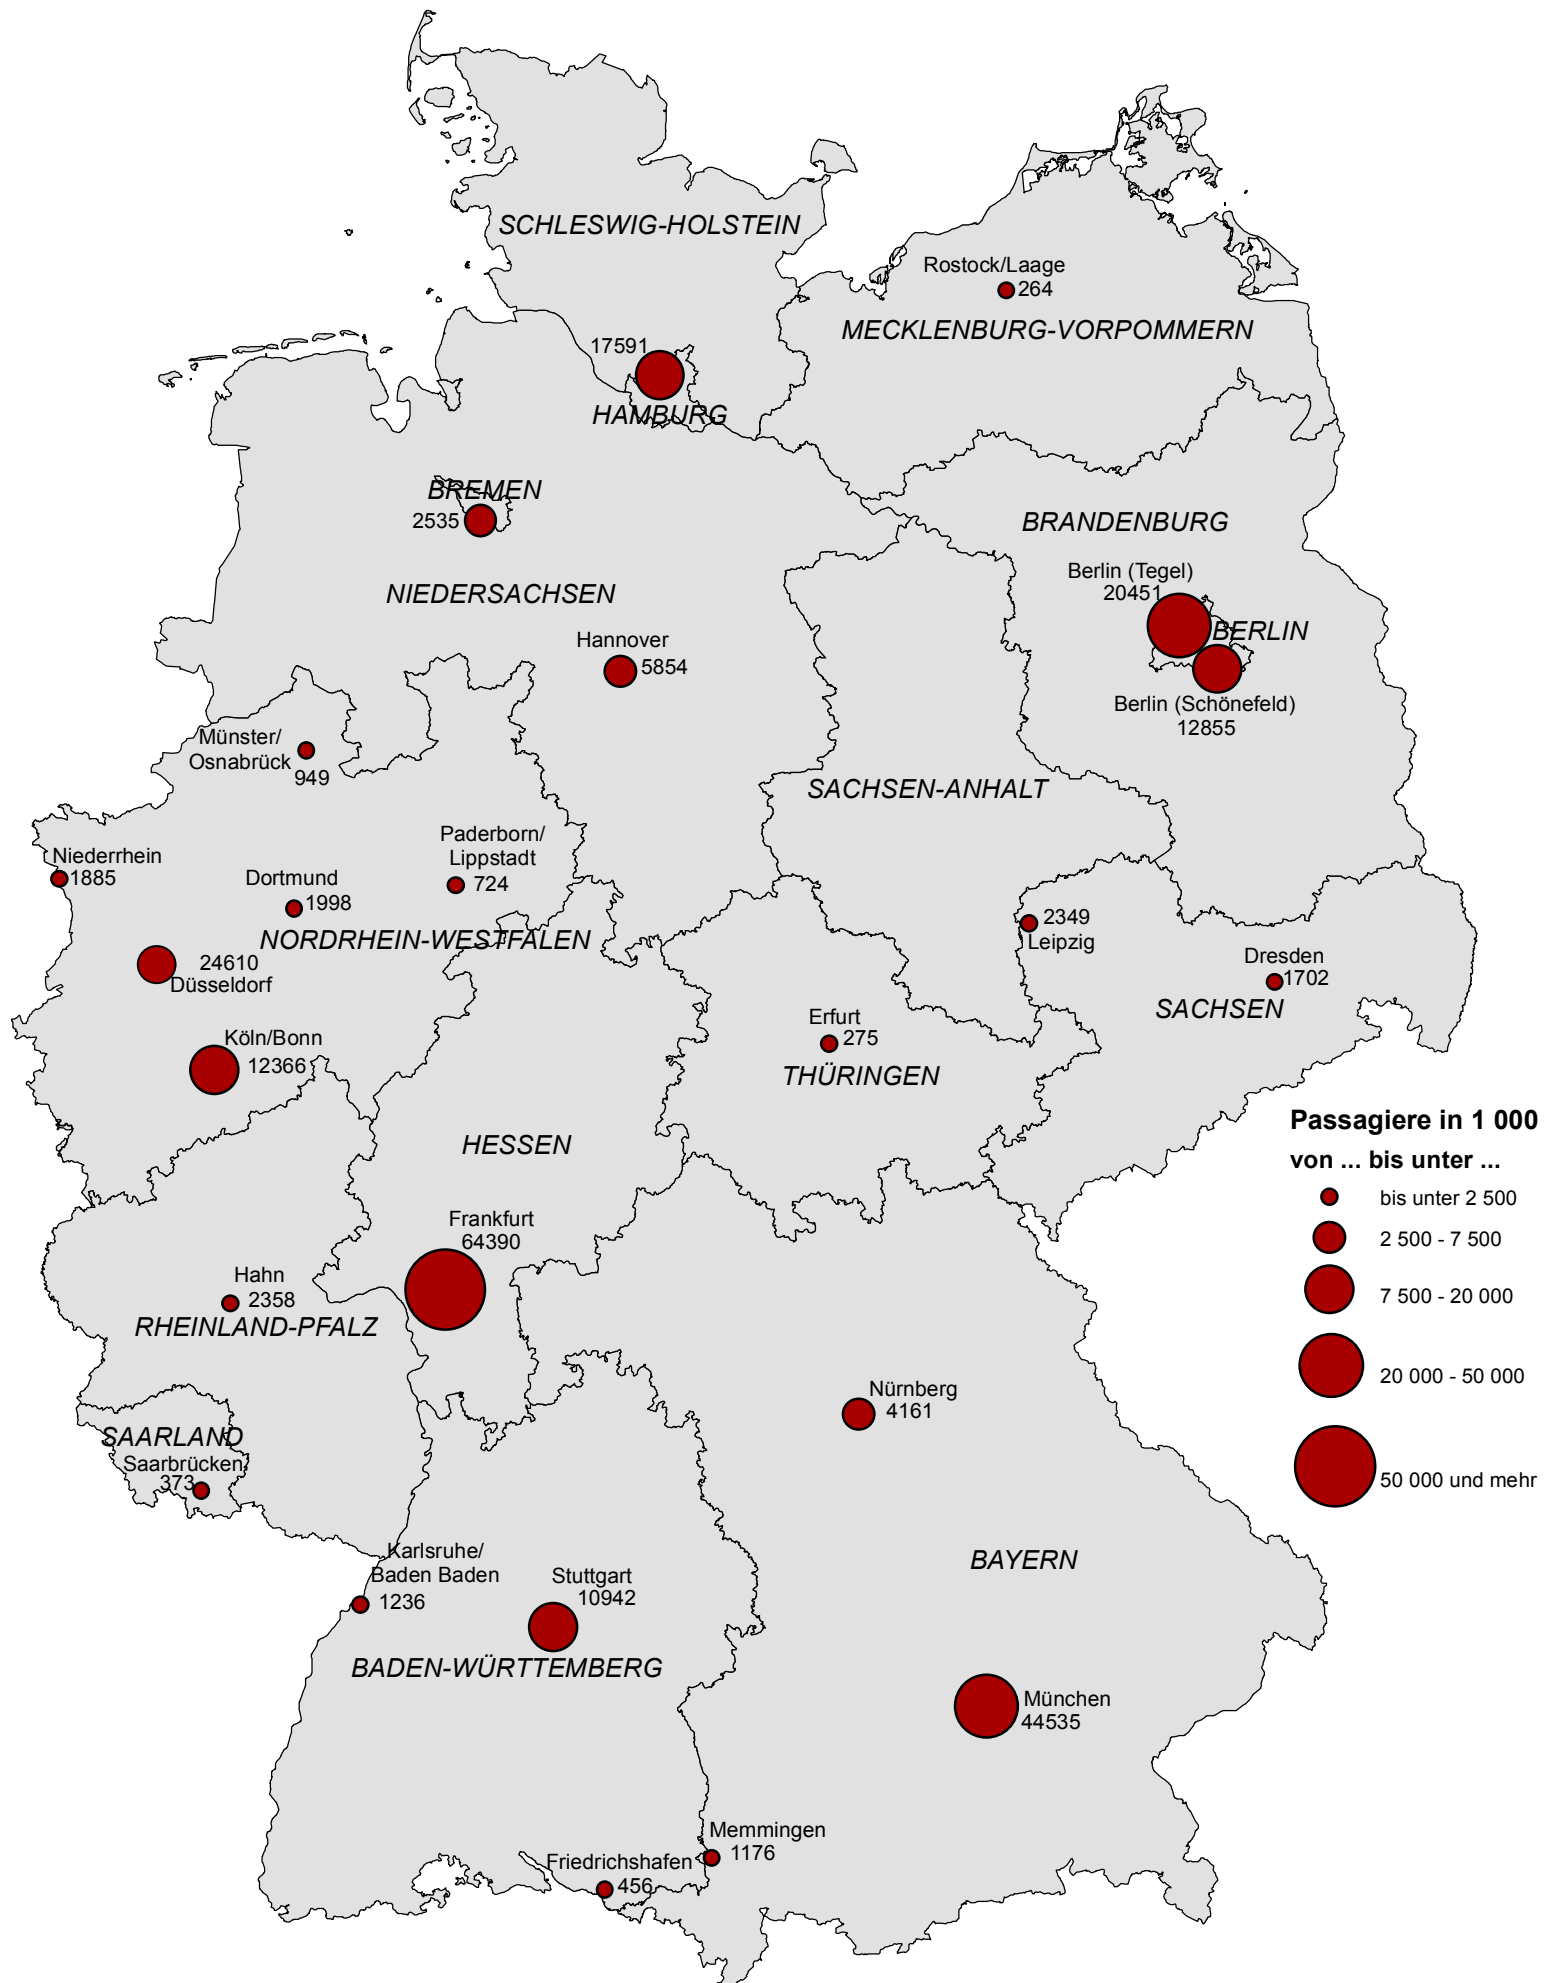 SCHLESWIG-HOLSTEIN
Rostock/Laage
264
MECKLENBURG-VORPOMMERN
17591
HAMBURG
BREMEN
2535
BRANDENBURG
Berlin (Tegel)
20451
BERLIN
NIEDERSACHSEN
Hannover
5854
Berlin (Schönefeld)
12855
Münster/
Osnabrück
949
SACHSEN-ANHALT
Paderborn/
Lippstadt
724
Niederrhein
1885
Dortmund
1998
NORDRHEIN-WESTFALEN
2349
Leipzig
24610
Düsseldorf
Dresden
1702
SACHSEN
Erfurt
275
THÜRINGEN
Köln/Bonn
12366
HESSEN
Passagiere in 1 000
von ... bis unter ...
bis unter 2 500
2 500 - 7 500
7 500 - 20 000
20 000 - 50 000
50 000 und mehr
Frankfurt
64390
Hahn
2358
RHEINLAND-PFALZ
Nürnberg
4161
SAARLAND
Saarbrücken
373
Karlsruhe/
Baden Baden
1236
Stuttgart
10942
BAYERN
BADEN-WÜRTTEMBERG
München
44535
Memmingen
1176
Friedrichshafen
456